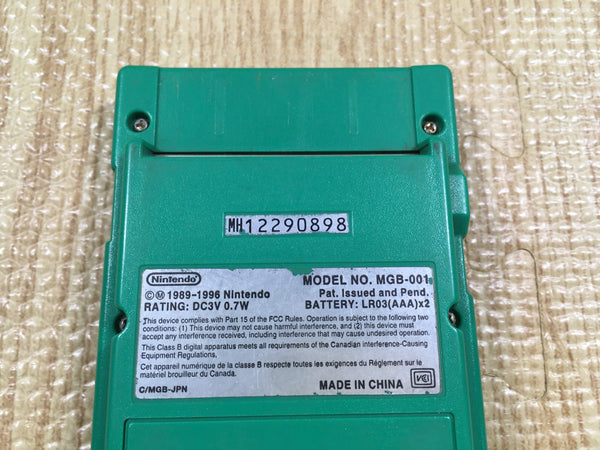 MH12290898
Nintendo
MODEL NO. MGB-001
©Ⓜ 1989-1996 Nintendo
Pat. Issued and Pend.
RATING: DC3V 0.7W
BATTERY: LR03(AAA)x2
This device complies with Part 15 of the FCC Rules. Operation is subject to the following two
conditions: (1) This device may not cause harmful interference, and (2) this device must
accept any interference received, including interference that may cause undesired operation.
This Class B digital apparatus meets all requirements of the Canadian interference-Causing
Equipment Regulations.
Cet appareil numérique de la classe B respecte toutes les exigences du Règlement sur le
matériel brouilleur du Canada.
C/MGB-JPN
MADE IN CHINA
VCI